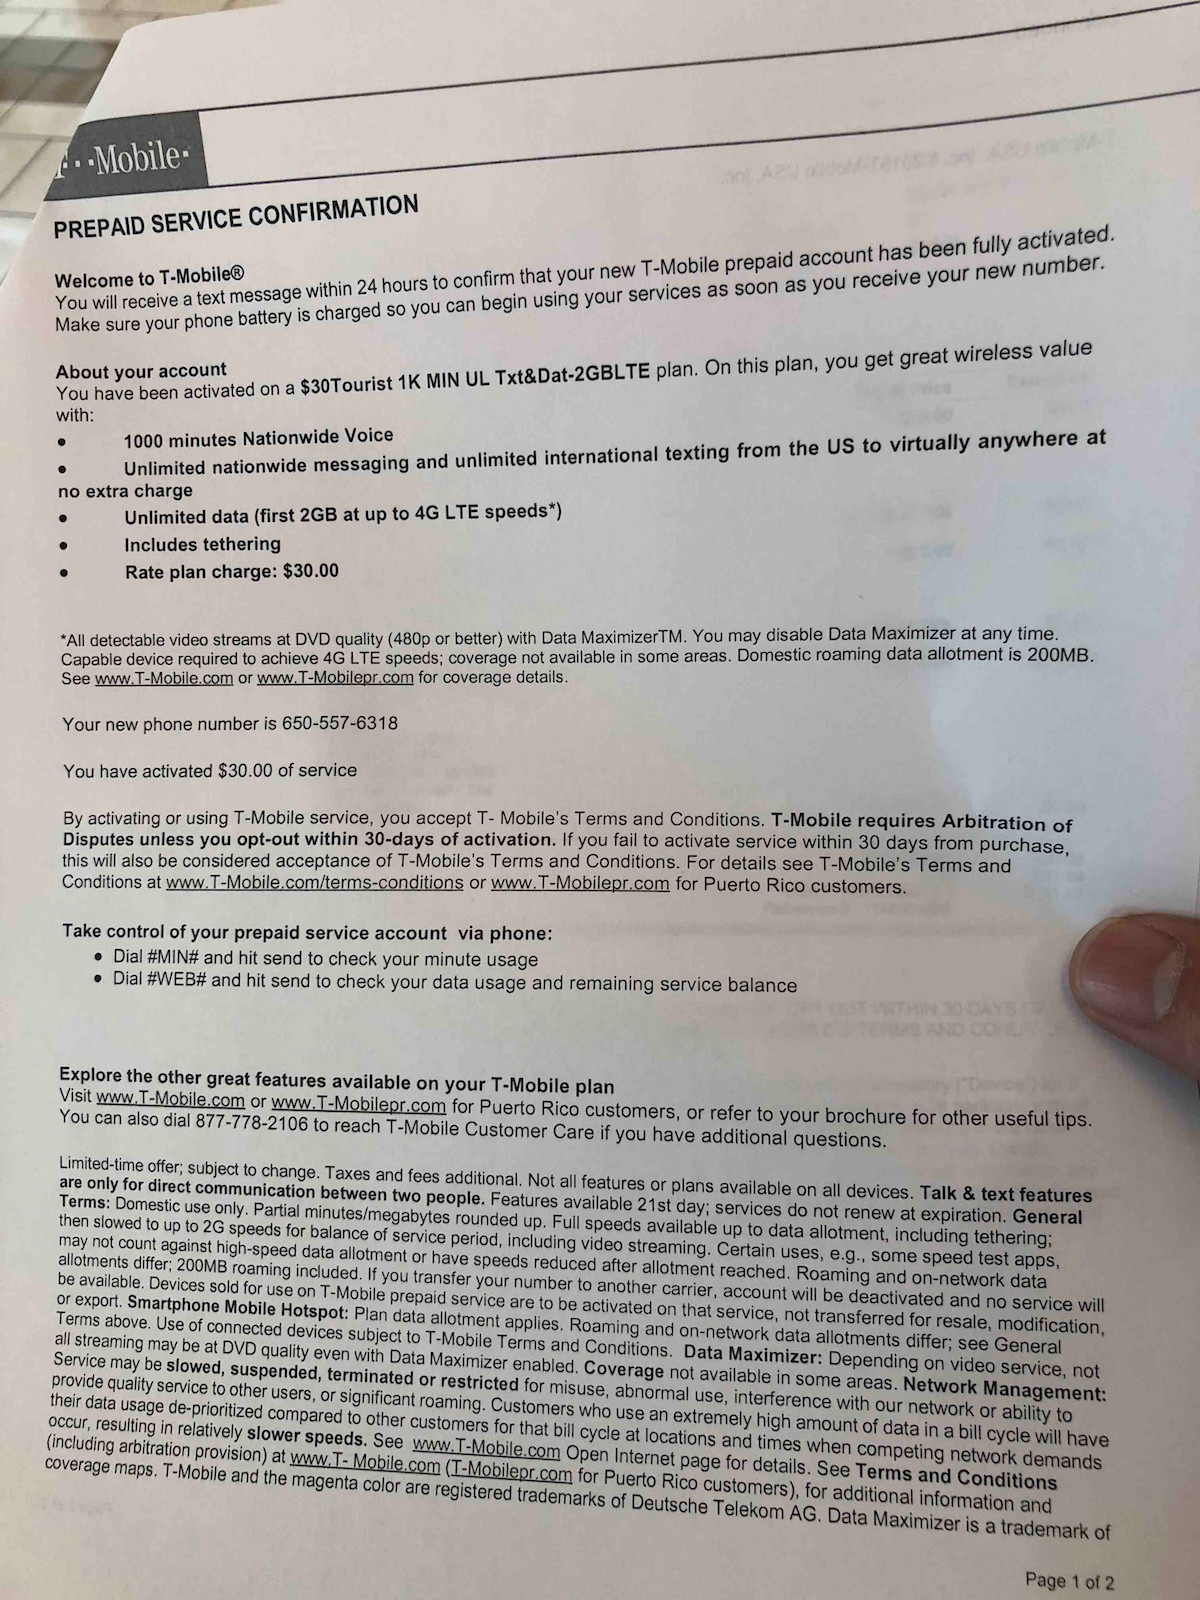 T··Mobile·
PREPAID SERVICE CONFIRMATION
Welcome to T-Mobile®
You will receive a text message within 24 hours to confirm that your new T-Mobile prepaid account has been fully activated.
Make sure your phone battery is charged so you can begin using your services as soon as you receive your new number.
About your account
You have been activated on a $30Tourist 1K MIN UL Txt&Dat-2GBLTE plan. On this plan, you get great wireless value
with:
• 1000 minutes Nationwide Voice
• Unlimited nationwide messaging and unlimited international texting from the US to virtually anywhere at
no extra charge
• Unlimited data (first 2GB at up to 4G LTE speeds*)
• Includes tethering
• Rate plan charge: $30.00
*All detectable video streams at DVD quality (480p or better) with Data MaximizerTM. You may disable Data Maximizer at any time.
Capable device required to achieve 4G LTE speeds; coverage not available in some areas. Domestic roaming data allotment is 200MB.
See www.T-Mobile.com or www.T-Mobilepr.com for coverage details.
Your new phone number is 650-557-6318
You have activated $30.00 of service
By activating or using T-Mobile service, you accept T- Mobile's Terms and Conditions. T-Mobile requires Arbitration of
Disputes unless you opt-out within 30-days of activation. If you fail to activate service within 30 days from purchase,
this will also be considered acceptance of T-Mobile's Terms and Conditions. For details see T-Mobile's Terms and
Conditions at www.T-Mobile.com/terms-conditions or www.T-Mobilepr.com for Puerto Rico customers.
Take control of your prepaid service account via phone:
• Dial #MIN# and hit send to check your minute usage
• Dial #WEB# and hit send to check your data usage and remaining service balance
Explore the other great features available on your T-Mobile plan
Visit www.T-Mobile.com or www.T-Mobilepr.com for Puerto Rico customers, or refer to your brochure for other useful tips.
You can also dial 877-778-2106 to reach T-Mobile Customer Care if you have additional questions.
Limited-time offer; subject to change. Taxes and fees additional. Not all features or plans available on all devices. Talk & text features
are only for direct communication between two people. Features available 21st day; services do not renew at expiration. General
Terms: Domestic use only. Partial minutes/megabytes rounded up. Full speeds available up to data allotment, including tethering;
then slowed to up to 2G speeds for balance of service period, including video streaming. Certain uses, e.g., some speed test apps,
may not count against high-speed data allotment or have speeds reduced after allotment reached. Roaming and on-network data
allotments differ; 200MB roaming included. If you transfer your number to another carrier, account will be deactivated and no service will
be available. Devices sold for use on T-Mobile prepaid service are to be activated on that service, not transferred for resale, modification,
or export. Smartphone Mobile Hotspot: Plan data allotment applies. Roaming and on-network data allotments differ; see General
Terms above. Use of connected devices subject to T-Mobile Terms and Conditions. Data Maximizer: Depending on video service, not
all streaming may be at DVD quality even with Data Maximizer enabled. Coverage not available in some areas. Network Management:
Service may be slowed, suspended, terminated or restricted for misuse, abnormal use, interference with our network or ability to
provide quality service to other users, or significant roaming. Customers who use an extremely high amount of data in a bill cycle will have
their data usage de-prioritized compared to other customers for that bill cycle at locations and times when competing network demands
occur, resulting in relatively slower speeds. See www.T-Mobile.com Open Internet page for details. See Terms and Conditions
(including arbitration provision) at www.T- Mobile.com (T-Mobilepr.com for Puerto Rico customers), for additional information and
coverage maps. T-Mobile and the magenta color are registered trademarks of Deutsche Telekom AG. Data Maximizer is a trademark of
Page 1 of 2